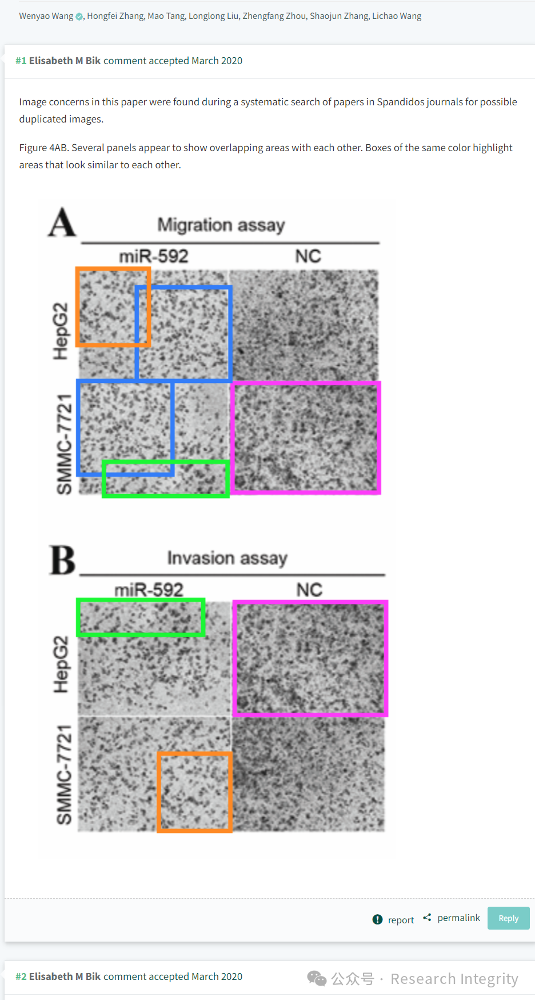 Wenyao Wang, Hongfei Zhang, Mao Tang, Longlong Liu, Zhengfang Zhou, Shaojun Zhang, Lichao Wang
#1 Elisabeth M Bik comment accepted March 2020
Image concerns in this paper were found during a systematic search of papers in Spandidos journals for possible
duplicated images.
Figure 4AB. Several panels appear to show overlapping areas with each other. Boxes of the same color highlight
areas that look similar to each other.
A
Migration assay
miR-592 NC
HepG2
SMMC-7721
B
Invasion assay
miR-592 NC
HepG2
SMMC-7721
report permalink Reply
#2 Elisabeth M Bik comment accepted March 2020
公众号 · Research Integrity